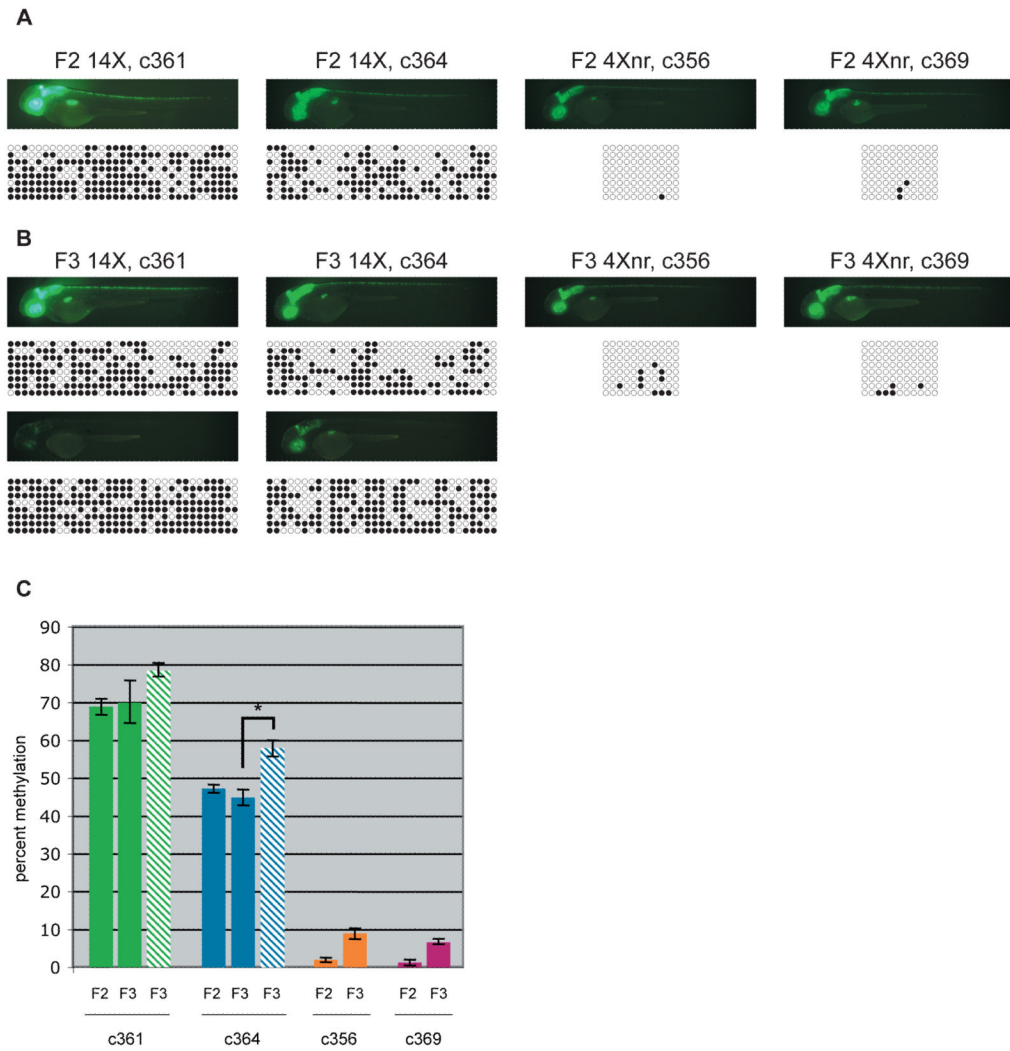 A
F2 14X, c361
F2 14X, c364
F2 4Xnr, c356
F2 4Xnr, c369
B
F3 14X, c361
F3 14X, c364
F3 4Xnr, c356
F3 4Xnr, c369
C
percent methylation
90
80
70
60
50
40
30
20
10
0
*
F2 F3 F3 F2 F3 F3 F2 F3 F2 F3
c361 c364 c356 c369